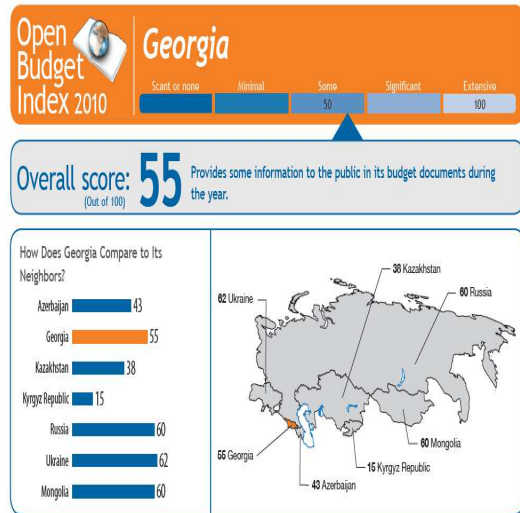 Open
Budget
Index 2010
Georgia
Scant or none Minimal Some Significant Extensive
50 100
Overall score: 55
(Out of 100)
Provides some information to the public in its budget documents during
the year.
How Does Georgia Compare to Its
Neighbors?
Azerbaijan 43
Georgia 55
Kazakhstan 38
Kyrgyz Republic 15
Russia 60
Ukraine 62
Mongolia 60
38 Kazakhstan
60 Russia
62 Ukraine
60 Mongolia
55 Georgia
15 Kyrgyz Republic
43 Azerbaijan